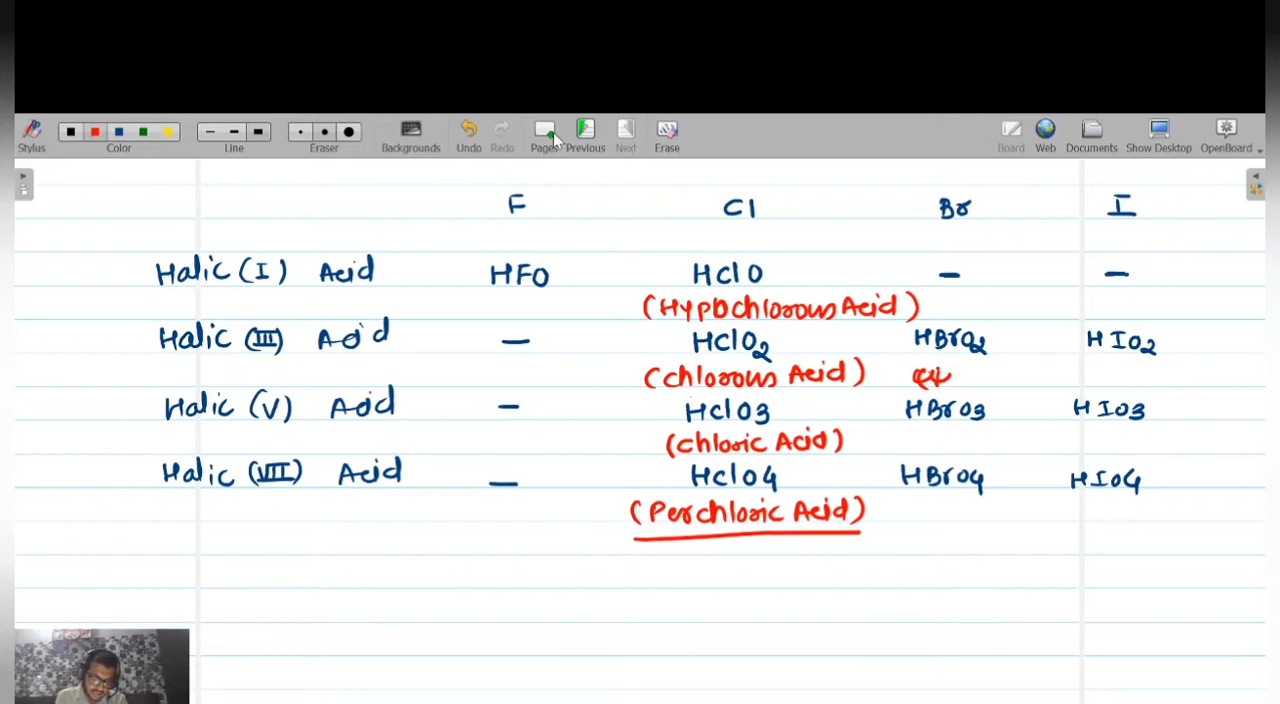 Stylus Color Line Eraser Backgrounds Undo Redo Pages Previous Next Erase Board Web Documents Show Desktop OpenBoard
F Cl Br I
Halic (I) Acid HFO HClO - -
(Hypochlorous Acid)
Halic (III) Acid - HClO2 HBrO2 HIO2
(Chlorous Acid)
Halic (V) Acid - HClO3 HBrO3 HIO3
(Chloric Acid)
Halic (VII) Acid - HClO4 HBrO4 HIO4
(Perchloric Acid)